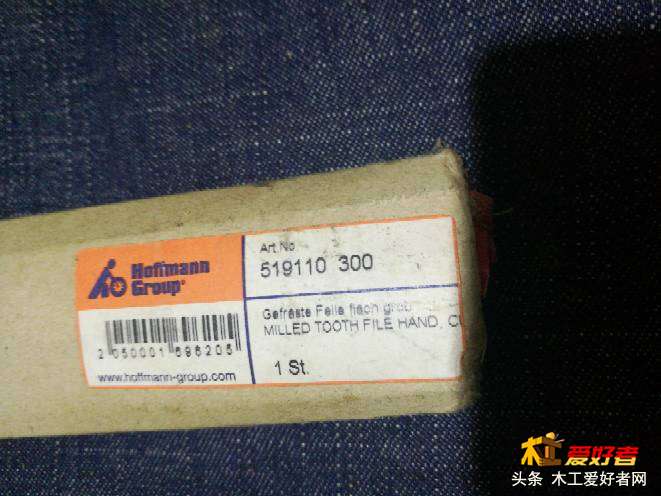 Hoffmann
Group
Art.No.
519110 300
Gefräste Feile flach grob
MILLED TOOTH FILE HAND, C
1 St.
2 050001 696205
www.hoffmann-group.com
木工爱好者
头条 木工爱好者网